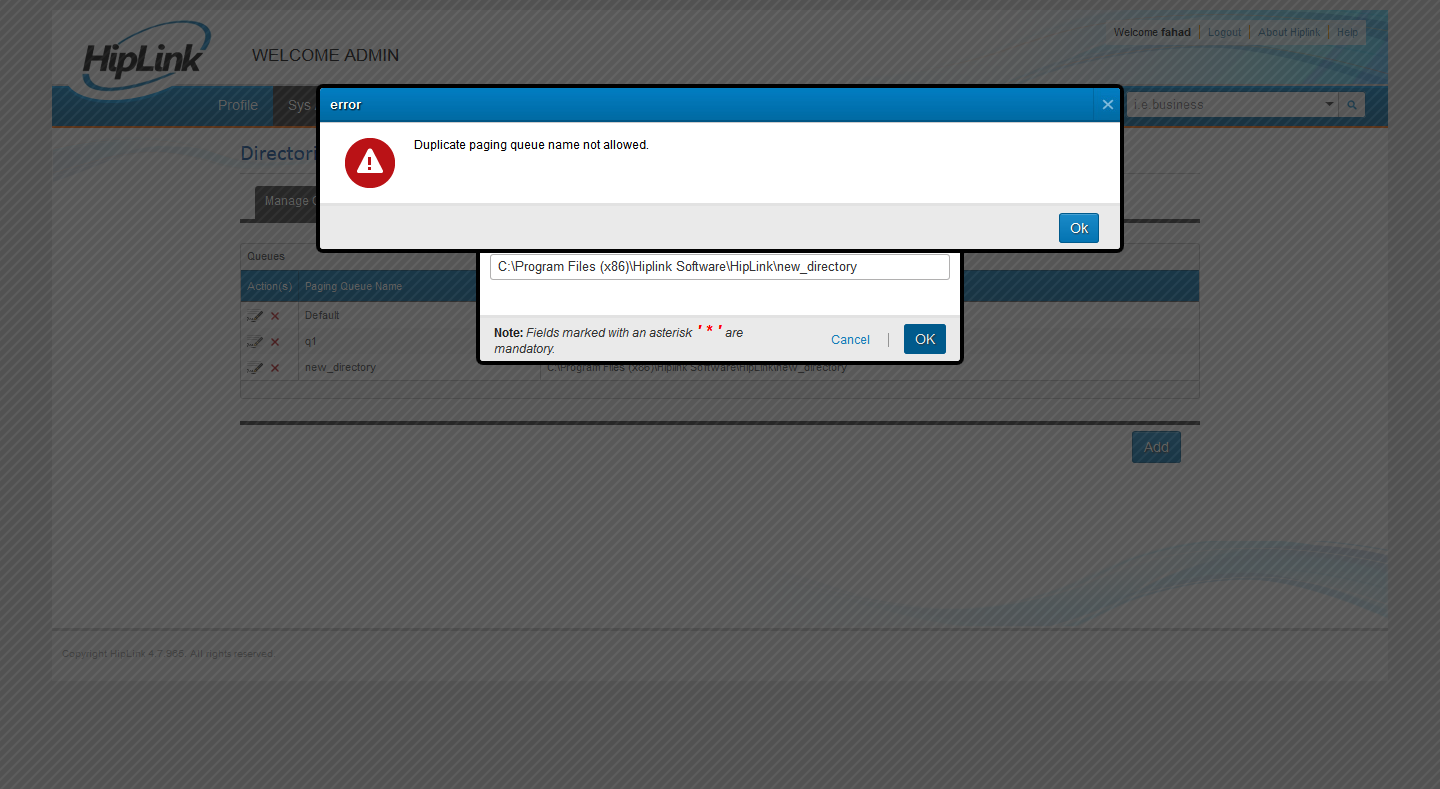 HipLink
WELCOME ADMIN
Welcome fahad Logout About Hiplink Help
Profile Sys i.e.business
error
Duplicate paging queue name not allowed.
Ok
Directori
Manage
Queues
Action(s) Paging Queue Name
Default
q1
new_directory C:\Program Files (x86)\Hiplink Software\HipLink\new_directory
C:\Program Files (x86)\Hiplink Software\HipLink\new_directory
Note: Fields marked with an asterisk ' * ' are
mandatory.
Cancel OK
Add
Copyright HipLink 4.7.985. All rights reserved.